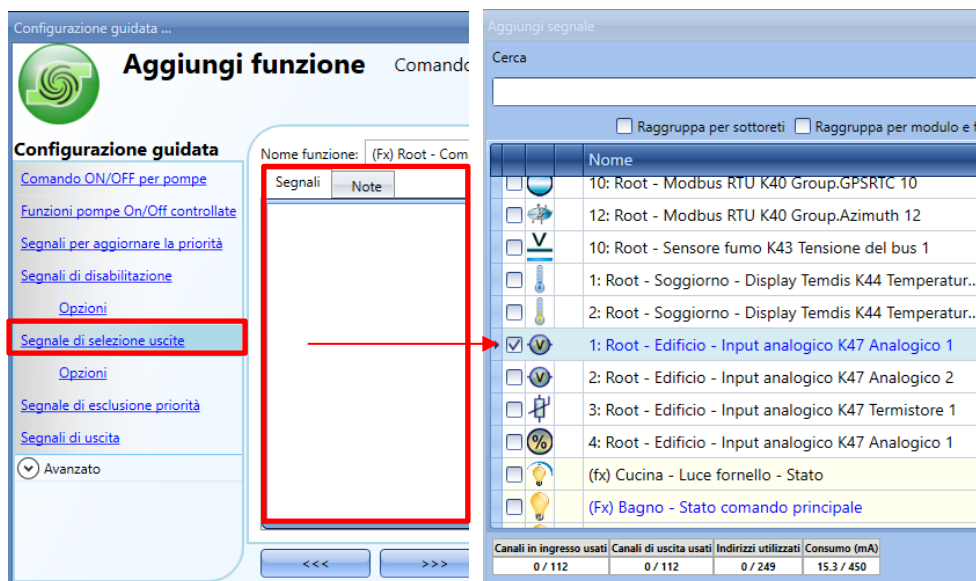 Configurazione guidata ...
Aggiungi funzione
Comando
Configurazione guidata
Comando ON/OFF per pompe
Funzioni pompe On/Off controllate
Segnali per aggiornare la priorità
Segnali di disabilitazione
Opzioni
Segnale di selezione uscite
Opzioni
Segnale di esclusione priorità
Segnali di uscita
Avanzato
Nome funzione: (Fx) Root - Com
Segnali Note
<<< >>>
Aggiungi segnale
Cerca
Raggruppa per sottoreti Raggruppa per modulo e f
Nome
10: Root - Modbus RTU K40 Group.GPSRTC 10
12: Root - Modbus RTU K40 Group.Azimuth 12
10: Root - Sensore fumo K43 Tensione del bus 1
1: Root - Soggiorno - Display Temdis K44 Temperatur...
2: Root - Soggiorno - Display Temdis K44 Temperatur...
1: Root - Edificio - Input analogico K47 Analogico 1
2: Root - Edificio - Input analogico K47 Analogico 2
3: Root - Edificio - Input analogico K47 Termistore 1
4: Root - Edificio - Input analogico K47 Analogico 1
(fx) Cucina - Luce fornello - Stato
(Fx) Bagno - Stato comando principale
Canali in ingresso usati Canali di uscita usati Indirizzi utilizzati Consumo (mA)
0 / 112 0 / 112 0 / 249 15.3 / 450